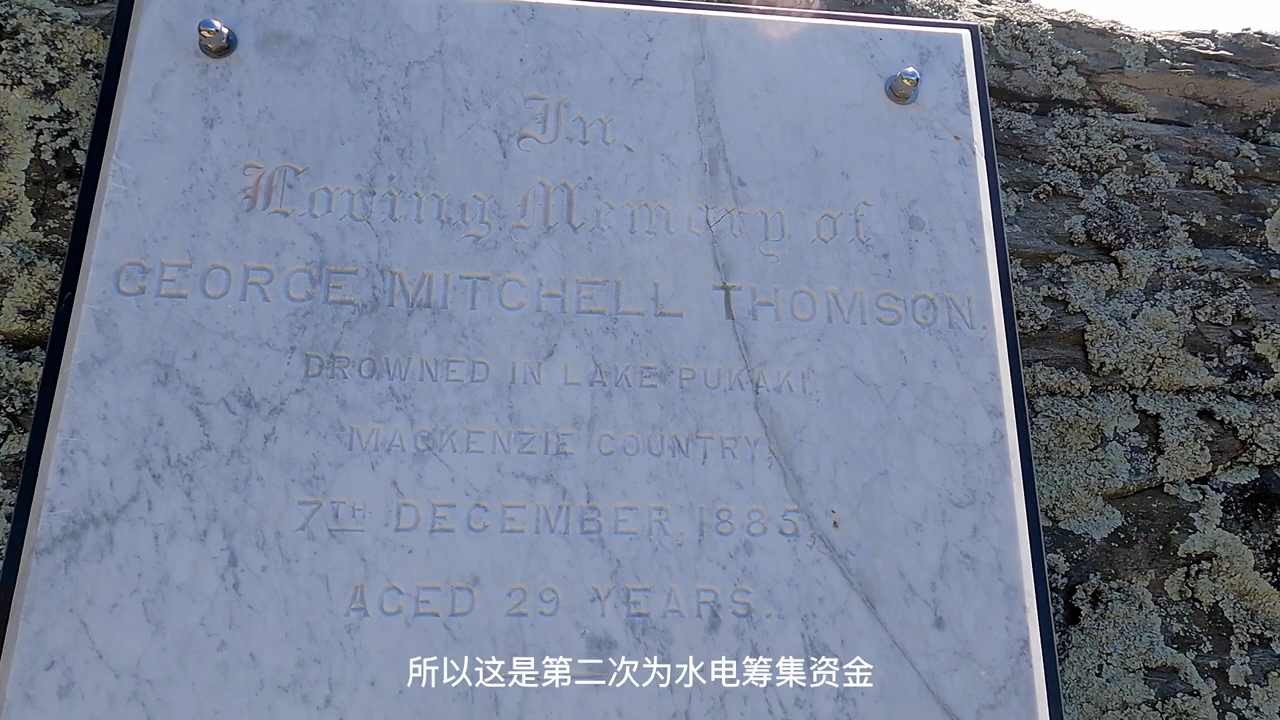 In.
Loving Memory of
GEORGE MITCHELL THOMSON.
DROWNED IN LAKE PUKAKI,
MACKENZIE COUNTRY,
7TH DECEMBER, 1885,
AGED 29 YEARS.
所以这是第二次为水电筹集资金